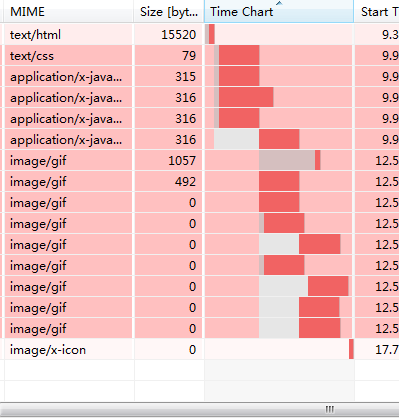 MIME Size [byt... Time Chart Start T
text/html 15520 9.3
text/css 79 9.9
application/x-java... 315 9.9
application/x-java... 316 9.9
application/x-java... 316 9.9
application/x-java... 316 9.9
image/gif 1057 12.5
image/gif 492 12.5
image/gif 0 12.5
image/gif 0 12.5
image/gif 0 12.5
image/gif 0 12.5
image/gif 0 12.5
image/gif 0 12.5
image/gif 0 12.5
image/x-icon 0 17.7